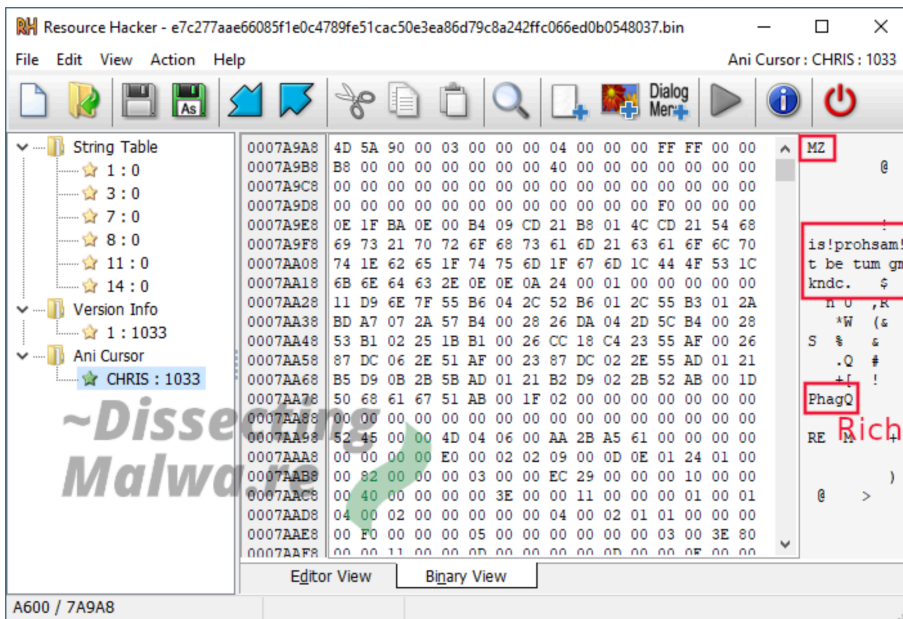 Resource Hacker - e7c277aae66085f1e0c4789fe51cac50e3ea86d79c8a242ffc066ed0b0548037.bin
File Edit View Action Help
Ani Cursor : CHRIS : 1033
As
Dialog
Men
String Table
1 : 0
3 : 0
7 : 0
8 : 0
11 : 0
14 : 0
Version Info
1 : 1033
Ani Cursor
CHRIS : 1033
0007A9A8 4D 5A 90 00 03 00 00 00 04 00 00 00 FF FF 00 00 MZ
0007A9B8 B8 00 00 00 00 00 00 00 40 00 00 00 00 00 00 00 @
0007A9C8 00 00 00 00 00 00 00 00 00 00 00 00 00 00 00 00
0007A9D8 00 00 00 00 00 00 00 00 00 00 00 00 F0 00 00 00
0007A9E8 0E 1F BA 0E 00 B4 09 CD 21 B8 01 4C CD 21 54 68 !
0007A9F8 69 73 21 70 72 6F 68 73 61 6D 21 63 61 6F 6C 70 is!prohsam!
0007AA08 74 1E 62 65 1F 74 75 6D 1F 67 6D 1C 44 4F 53 1C t be tum gm
0007AA18 6B 6E 64 63 2E 0E 0E 0A 24 00 01 00 00 00 00 00 kndc. $
0007AA28 11 D9 6E 7F 55 B6 04 2C 52 B6 01 2C 55 B3 01 2A n U ,R
0007AA38 BD A7 07 2A 57 B4 00 28 26 DA 04 2D 5C B4 00 28 *W (&
0007AA48 53 B1 02 25 1B B1 00 26 CC 18 C4 23 55 AF 00 26 S % &
0007AA58 87 DC 06 2E 51 AF 00 23 87 DC 02 2E 55 AD 01 21 .Q #
0007AA68 B5 D9 0B 2B 5B AD 01 21 B2 D9 02 2B 52 AB 00 1D +[ !
0007AA78 50 68 61 67 51 AB 00 1F 02 00 00 00 00 00 00 00 PhagQ
0007AA88 00 00 00 00 00 00 00 00 00 00 00 00 00 00 00 00
0007AA98 52 45 00 00 4D 04 06 00 AA 2B A5 61 00 00 00 00 RE M +
0007AAA8 00 00 00 00 E0 00 02 02 09 00 0D 0E 01 24 01 00
0007AAB8 00 82 00 00 00 03 00 00 EC 29 00 00 00 10 00 00 )
0007AAC8 00 40 00 00 00 00 3E 00 00 11 00 00 00 01 00 01 @ >
0007AAD8 04 00 02 00 00 00 00 00 04 00 02 01 01 00 00 00
0007AAE8 00 F0 00 00 00 05 00 00 00 00 00 00 03 00 3E 80
0007AAF8 00 00 11 00 00 0D 00 00 00 00 0D 00 00 0F 00 00
Rich
~Dissecting
Malwa.re
Editor View Binary View
A600 / 7A9A8